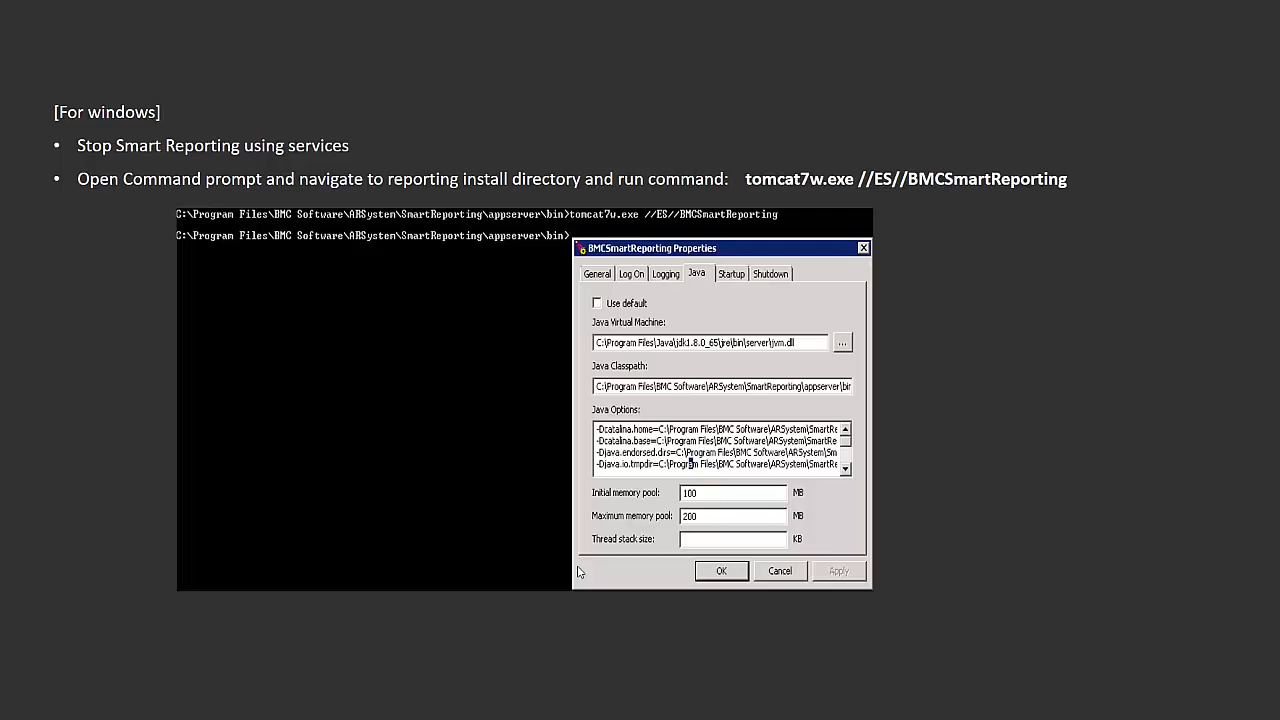 [For windows]
• Stop Smart Reporting using services
• Open Command prompt and navigate to reporting install directory and run command: tomcat7w.exe //ES//BMCSmartReporting
C:\Program Files\BMC Software\ARSystem\SmartReporting\appserver\bin>tomcat7w.exe //ES//BMCSmartReporting
C:\Program Files\BMC Software\ARSystem\SmartReporting\appserver\bin>
BMCSmartReporting Properties
General Log On Logging Java Startup Shutdown
Use default
Java Virtual Machine:
C:\Program Files\Java\jdk1.8.0_65\jre\bin\server\jvm.dll
...
Java Classpath:
C:\Program Files\BMC Software\ARSystem\SmartReporting\appserver\bin
Java Options:
-Dcatalina.home=C:\Program Files\BMC Software\ARSystem\SmartRe
-Dcatalina.base=C:\Program Files\BMC Software\ARSystem\SmartRe
-Djava.endorsed.dirs=C:\Program Files\BMC Software\ARSystem\Sm
-Djava.io.tmpdir=C:\Program Files\BMC Software\ARSystem\SmartRe
Initial memory pool: 100 MB
Maximum memory pool: 200 MB
Thread stack size: KB
OK Cancel Apply